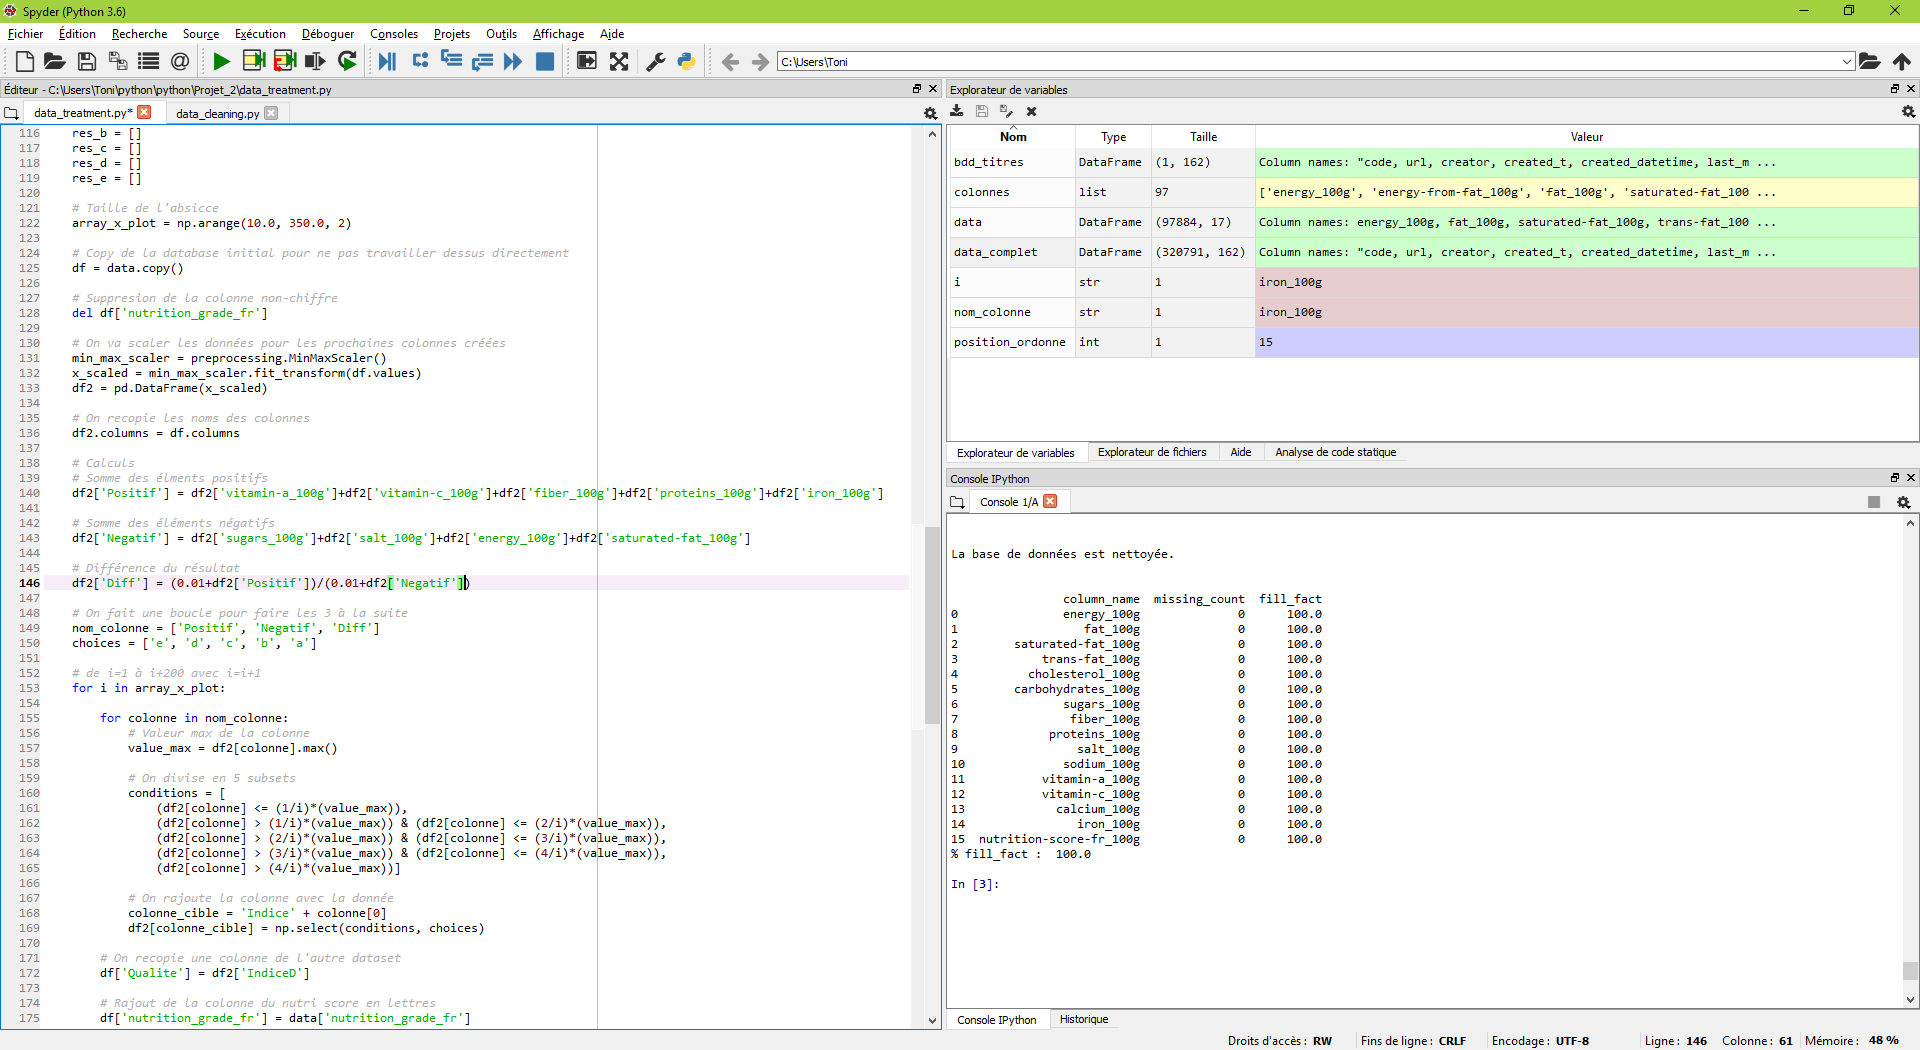 Spyder (Python 3.6)
Fichier Édition Recherche Source Exécution Déboguer Consoles Projets Outils Affichage Aide
C:\Users\Toni
Éditeur - C:\Users\Toni\python\python\Projet_2\data_treatment.py
data_treatment.py* data_cleaning.py
116 res_b = []
117 res_c = []
118 res_d = []
119 res_e = []
120
121 # Taille de l'absicce
122 array_x_plot = np.arange(10.0, 350.0, 2)
123
124 # Copy de la database initial pour ne pas travailler dessus directement
125 df = data.copy()
126
127 # Suppresion de la colonne non-chiffre
128 del df['nutrition_grade_fr']
129
130 # On va scaler les données pour les prochaines colonnes créées
131 min_max_scaler = preprocessing.MinMaxScaler()
132 x_scaled = min_max_scaler.fit_transform(df.values)
133 df2 = pd.DataFrame(x_scaled)
134
135 # On recopie les noms des colonnes
136 df2.columns = df.columns
137
138 # Calculs
139 # Somme des élments positifs
140 df2['Positif'] = df2['vitamin-a_100g']+df2['vitamin-c_100g']+df2['fiber_100g']+df2['proteins_100g']+df2['iron_100g']
141
142 # Somme des éléments négatifs
143 df2['Negatif'] = df2['sugars_100g']+df2['salt_100g']+df2['energy_100g']+df2['saturated-fat_100g']
144
145 # Différence du résultat
146 df2['Diff'] = (0.01+df2['Positif'])/(0.01+df2['Negatif'])
147
148 # On fait une boucle pour faire les 3 à la suite
149 nom_colonne = ['Positif', 'Negatif', 'Diff']
150 choices = ['e', 'd', 'c', 'b', 'a']
151
152 # de i=1 à i+200 avec i=i+1
153 for i in array_x_plot:
154
155 for colonne in nom_colonne:
156 # Valeur max de la colonne
157 value_max = df2[colonne].max()
158
159 # On divise en 5 subsets
160 conditions = [
161 (df2[colonne] <= (1/i)*(value_max)),
162 (df2[colonne] > (1/i)*(value_max)) & (df2[colonne] <= (2/i)*(value_max)),
163 (df2[colonne] > (2/i)*(value_max)) & (df2[colonne] <= (3/i)*(value_max)),
164 (df2[colonne] > (3/i)*(value_max)) & (df2[colonne] <= (4/i)*(value_max)),
165 (df2[colonne] > (4/i)*(value_max))]
166
167 # On rajoute la colonne avec la donnée
168 colonne_cible = 'Indice' + colonne[0]
169 df2[colonne_cible] = np.select(conditions, choices)
170
171 # On recopie une colonne de l'autre dataset
172 df['Qualite'] = df2['IndiceD']
173
174 # Rajout de la colonne du nutri score en lettres
175 df['nutrition_grade_fr'] = data['nutrition_grade_fr']
Explorateur de variables
Nom Type Taille Valeur
bdd_titres DataFrame (1, 162) Column names: "code, url, creator, created_t, created_datetime, last_m ...
colonnes list 97 ['energy_100g', 'energy-from-fat_100g', 'fat_100g', 'saturated-fat_100 ...
data DataFrame (97884, 17) Column names: energy_100g, fat_100g, saturated-fat_100g, trans-fat_100 ...
data_complet DataFrame (320791, 162) Column names: "code, url, creator, created_t, created_datetime, last_m ...
i str 1 iron_100g
nom_colonne str 1 iron_100g
position_ordonne int 1 15
Explorateur de variables Explorateur de fichiers Aide Analyse de code statique
Console IPython
Console 1/A
La base de données est nettoyée.
column_name missing_count fill_fact
0 energy_100g 0 100.0
1 fat_100g 0 100.0
2 saturated-fat_100g 0 100.0
3 trans-fat_100g 0 100.0
4 cholesterol_100g 0 100.0
5 carbohydrates_100g 0 100.0
6 sugars_100g 0 100.0
7 fiber_100g 0 100.0
8 proteins_100g 0 100.0
9 salt_100g 0 100.0
10 sodium_100g 0 100.0
11 vitamin-a_100g 0 100.0
12 vitamin-c_100g 0 100.0
13 calcium_100g 0 100.0
14 iron_100g 0 100.0
15 nutrition-score-fr_100g 0 100.0
% fill_fact : 100.0
In [3]:
Console IPython Historique
Droits d'accès : RW Fins de ligne : CRLF Encodage : UTF-8 Ligne : 146 Colonne : 61 Mémoire : 48 %